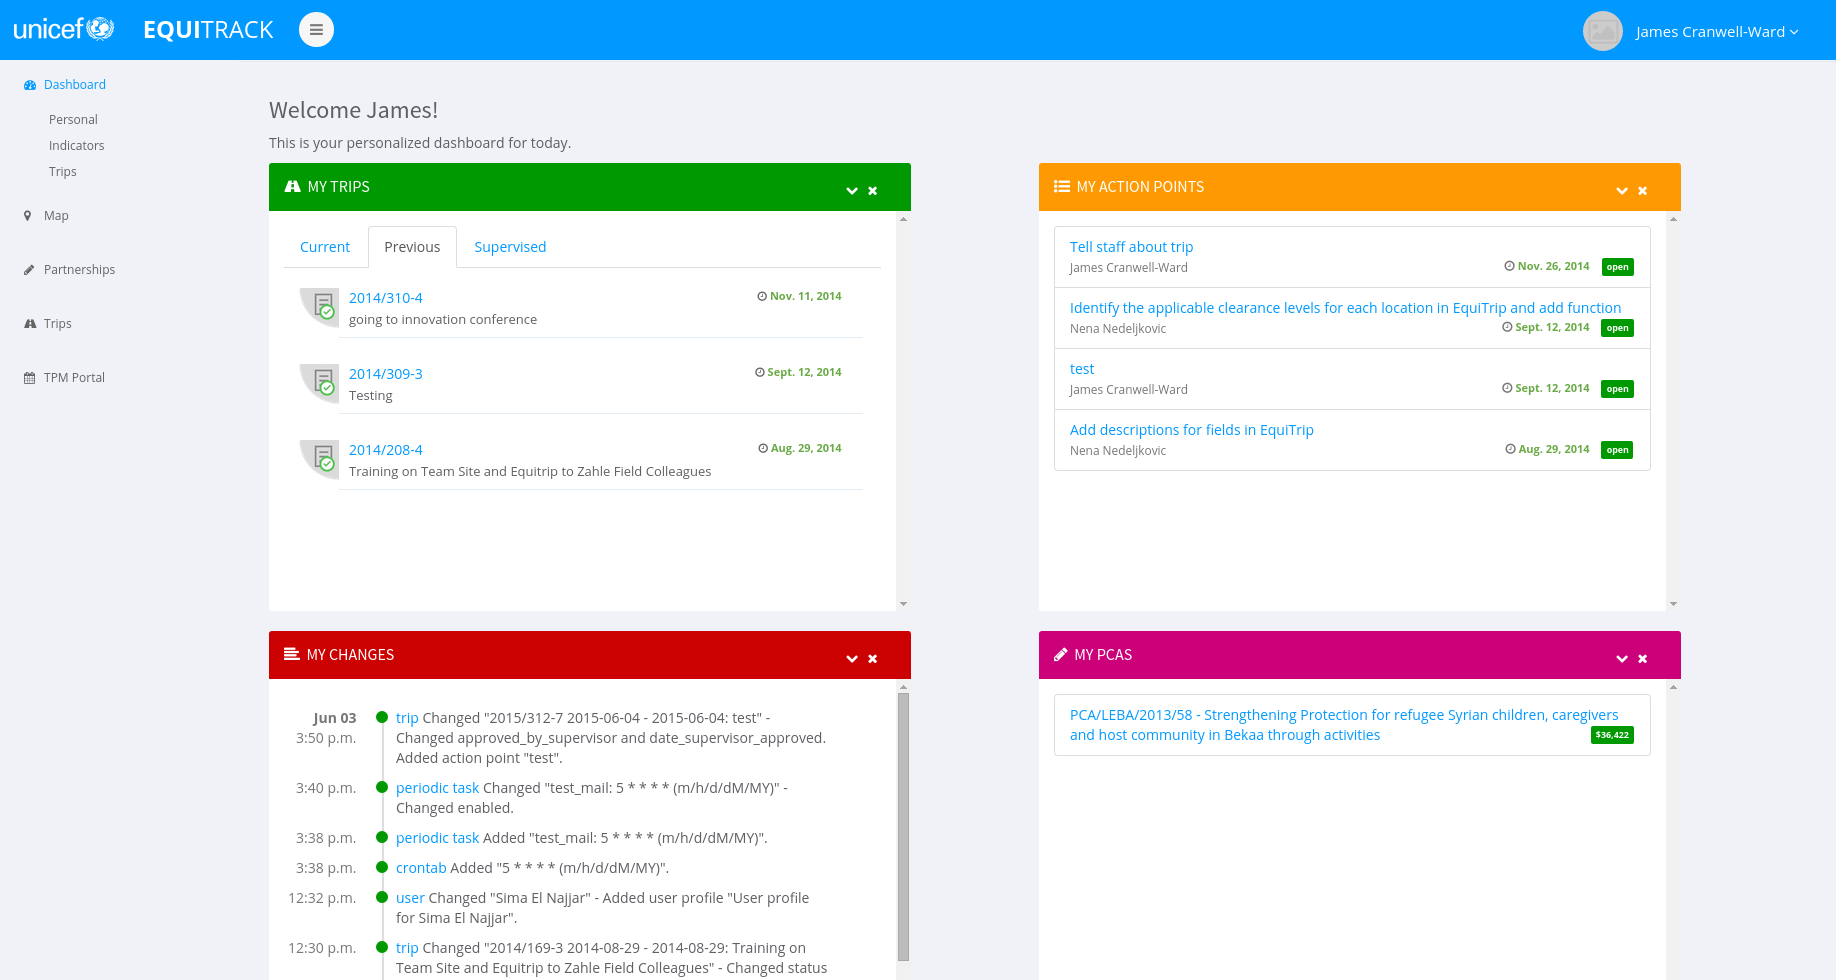 unicef
EQUITRACK
James Cranwell-Ward
Dashboard
Personal
Indicators
Trips
Map
Partnerships
Trips
TPM Portal
Welcome James!
This is your personalized dashboard for today.
MY TRIPS
Current
Previous
Supervised
2014/310-4
Nov. 11, 2014
going to innovation conference
2014/309-3
Sept. 12, 2014
Testing
2014/208-4
Aug. 29, 2014
Training on Team Site and Equitrip to Zahle Field Colleagues
MY ACTION POINTS
Tell staff about trip
James Cranwell-Ward
Nov. 26, 2014 open
Identify the applicable clearance levels for each location in EquiTrip and add function
Nena Nedeljkovic
Sept. 12, 2014 open
test
James Cranwell-Ward
Sept. 12, 2014 open
Add descriptions for fields in EquiTrip
Nena Nedeljkovic
Aug. 29, 2014 open
MY CHANGES
Jun 03
3:50 p.m.
trip Changed "2015/312-7 2015-06-04 - 2015-06-04: test" -
Changed approved_by_supervisor and date_supervisor_approved.
Added action point "test".
3:40 p.m.
periodic task Changed "test_mail: 5 * * * * (m/h/d/dM/MY)" -
Changed enabled.
3:38 p.m.
periodic task Added "test_mail: 5 * * * * (m/h/d/dM/MY)".
3:38 p.m.
crontab Added "5 * * * * (m/h/d/dM/MY)".
12:32 p.m.
user Changed "Sima El Najjar" - Added user profile "User profile
for Sima El Najjar".
12:30 p.m.
trip Changed "2014/169-3 2014-08-29 - 2014-08-29: Training on
Team Site and Equitrip to Zahle Field Colleagues" - Changed status
MY PCAS
PCA/LEBA/2013/58 - Strengthening Protection for refugee Syrian children, caregivers
and host community in Bekaa through activities
$36,422